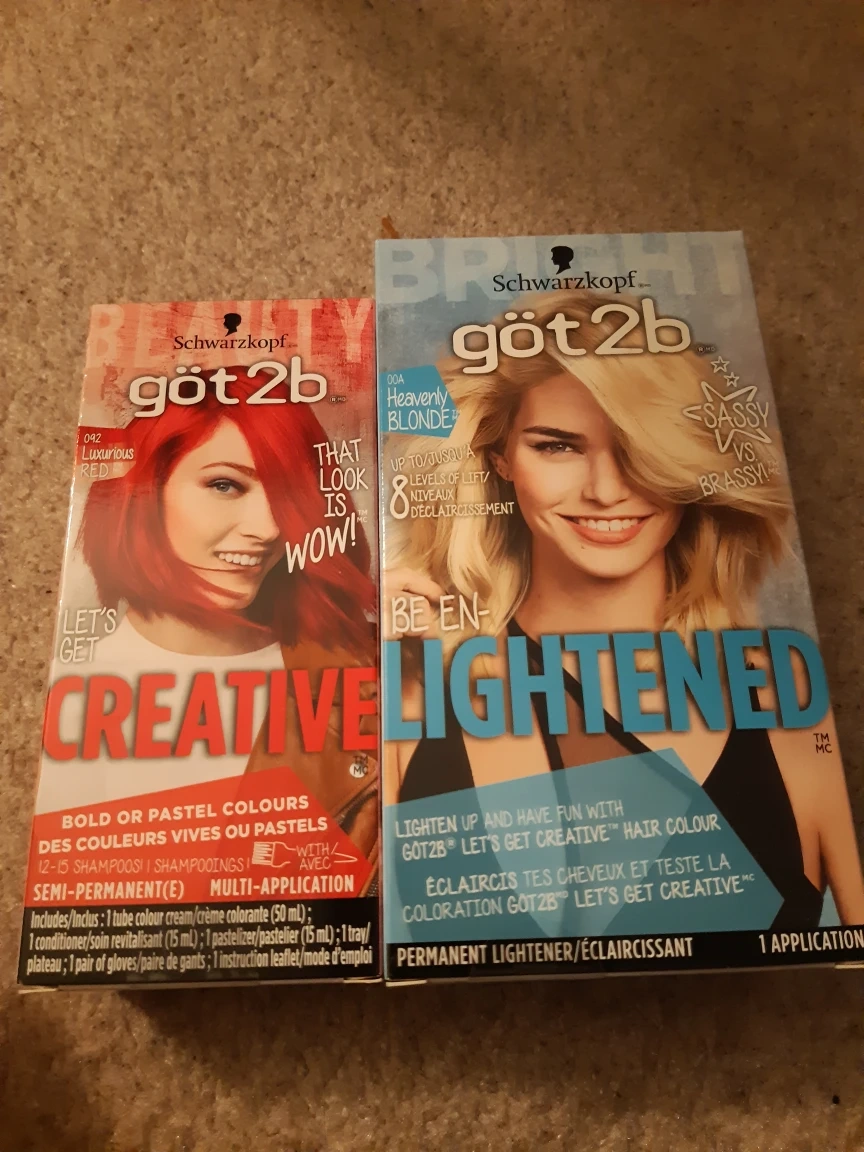 BEAUTY
Schwarzkopf
göt2b
092
Luxurious
RED
THAT
LOOK
IS
WOW!
TM
MC
LET'S
GET
CREATIVE
TM
MC
BOLD OR PASTEL COLOURS
DES COULEURS VIVES OU PASTELS
12-15 SHAMPOOS! | SHAMPOOINGS!
WITH/
AVEC
SEMI-PERMANENT(E) MULTI-APPLICATION
Includes/Inclus : 1 tube colour cream/crème colorante (50 mL) ;
1 conditioner/soin revitalisant (15 mL) ; 1 pastelizer/pastelier (15 mL) ; 1 tray/
plateau ; 1 pair of gloves/paire de gants ; 1 instruction leaflet/mode d'emploi
BRIGHT
Schwarzkopf
göt2b
00A
Heavenly
BLONDE
SASSY
VS.
BRASSY!
UP TO/JUSQU'À
8 LEVELS OF LIFT/
NIVEAUX
D'ÉCLAIRCISSEMENT
BE EN-
LIGHTENED
TM
MC
LIGHTEN UP AND HAVE FUN WITH
GÖT2B® LET'S GET CREATIVE™ HAIR COLOUR
ÉCLAIRCIS TES CHEVEUX ET TESTE LA
COLORATION GÖT2B LET'S GET CREATIVE MC
PERMANENT LIGHTENER/ÉCLAIRCISSANT 1 APPLICATION